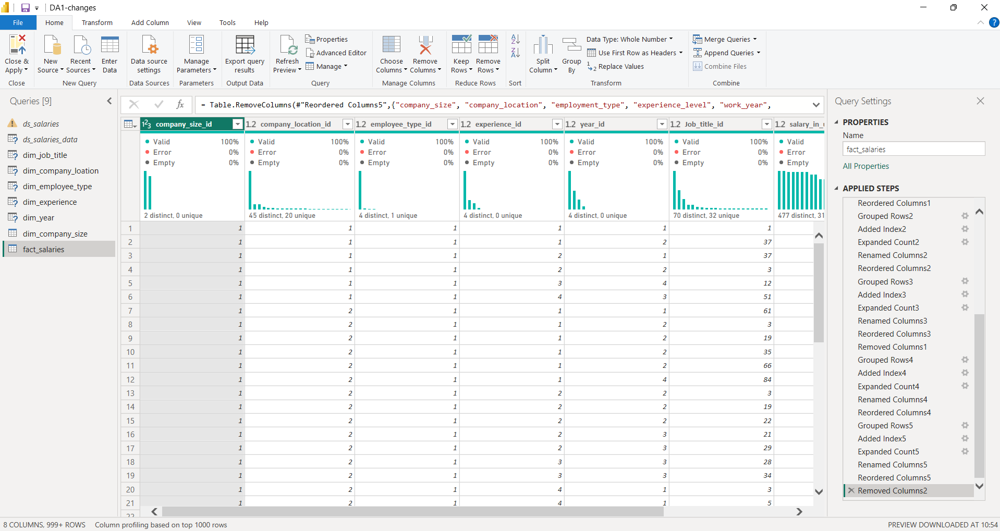 DA1-changes
File Home Transform Add Column View Tools Help
Close & Apply
Close
New Source
Recent Sources
Enter Data
New Query
Data source settings
Data Sources
Manage Parameters
Parameters
Export query results
Output Data
Refresh Preview
Properties
Advanced Editor
Manage
Query
Choose Columns
Remove Columns
Manage Columns
Keep Rows
Remove Rows
Reduce Rows
Sort
Split Column
Group By
Data Type: Whole Number
Use First Row as Headers
Replace Values
Transform
Merge Queries
Append Queries
Combine Files
Combine
Queries [9]
ds_salaries
ds_salaries_data
dim_job_title
dim_company_loation
dim_employee_type
dim_experience
dim_year
dim_company_size
fact_salaries
fx = Table.RemoveColumns(#"Reordered Columns5",{"company_size", "company_location", "employment_type", "experience_level", "work_year",
123 company_size_id 1.2 company_location_id 1.2 employee_type_id 1.2 experience_id 1.2 year_id 1.2 Job_title_id 1.2 salary_in_
Valid 100% Valid 100% Valid 100% Valid 100% Valid 100% Valid 100% Valid
Error 0% Error 0% Error 0% Error 0% Error 0% Error 0% Error
Empty 0% Empty 0% Empty 0% Empty 0% Empty 0% Empty 0% Empty
2 distinct, 0 unique 45 distinct, 20 unique 4 distinct, 1 unique 4 distinct, 0 unique 4 distinct, 0 unique 70 distinct, 32 unique 477 distinct, 31
1 1 1 1 1 1 1
2 1 1 1 1 2 37
3 1 1 1 2 1 37
4 1 1 1 2 2 3
5 1 1 1 3 4 12
6 1 1 1 4 3 51
7 1 2 1 1 1 61
8 1 2 1 1 2 3
9 1 2 1 1 2 19
10 1 2 1 1 2 35
11 1 2 1 1 2 66
12 1 2 1 1 4 84
13 1 2 1 2 2 3
14 1 2 1 2 2 19
15 1 2 1 2 2 22
16 1 2 1 2 3 21
17 1 2 1 2 3 29
18 1 2 1 3 3 28
19 1 2 1 3 3 34
20 1 2 1 4 1 3
21 1 2 1 4 1 5
22
Query Settings
PROPERTIES
Name
fact_salaries
All Properties
APPLIED STEPS
Reordered Columns1
Grouped Rows2
Added Index2
Expanded Count2
Renamed Columns2
Reordered Columns2
Grouped Rows3
Added Index3
Expanded Count3
Renamed Columns3
Reordered Columns3
Removed Columns1
Grouped Rows4
Added Index4
Expanded Count4
Renamed Columns4
Reordered Columns4
Grouped Rows5
Added Index5
Expanded Count5
Renamed Columns5
Reordered Columns5
Removed Columns2
8 COLUMNS, 999+ ROWS Column profiling based on top 1000 rows PREVIEW DOWNLOADED AT 10:54